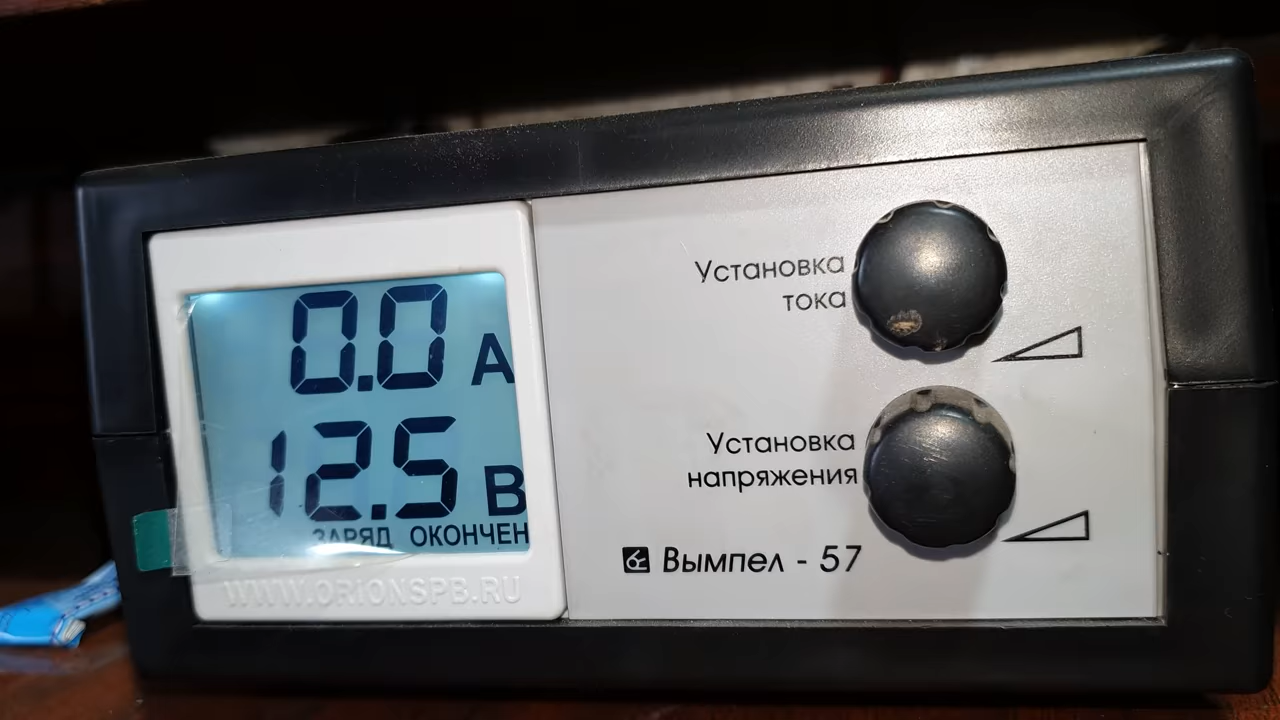 0.0 А
12.5 В
ЗАРЯД ОКОНЧЕН
WWW.ORIONSPB.RU
Установка
тока
Установка
напряжения
Вымпел - 57